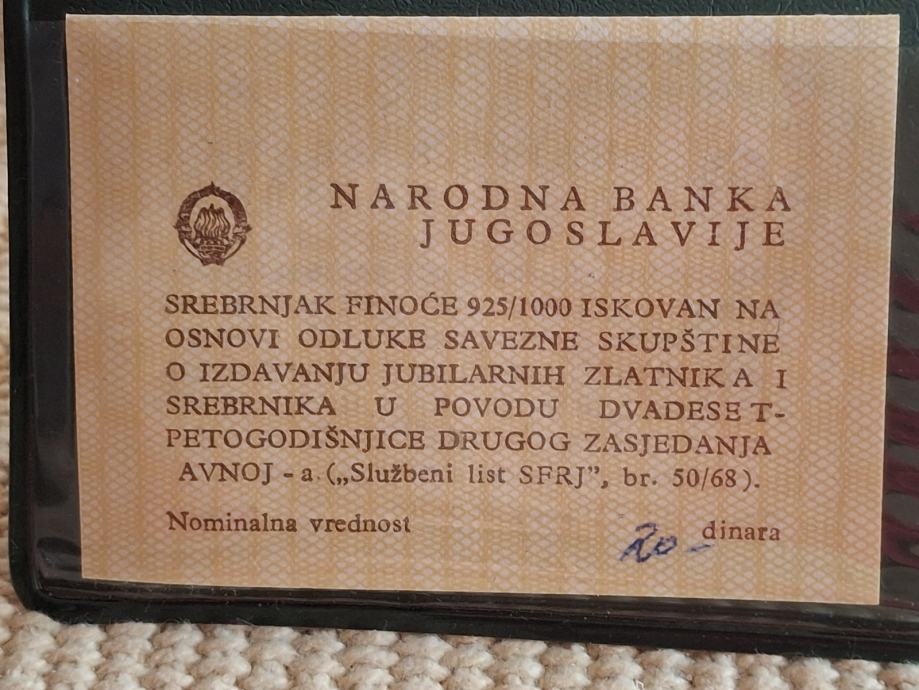 NARODNA BANKA
JUGOSLAVIJE
SREBRNJAK FINOĆE 925/1000 ISKOVAN NA
OSNOVI ODLUKE SAVEZNE SKUPŠTINE
O IZDAVANJU JUBILARNIH ZLATNIKA I
SREBRNIKA U POVODU DVADESET-
PETOGODIŠNJICE DRUGOG ZASJEDANJA
AVNOJ - a („Službeni list SFRJ”, br. 50/68).
Nominalna vrednost 20 - dinara